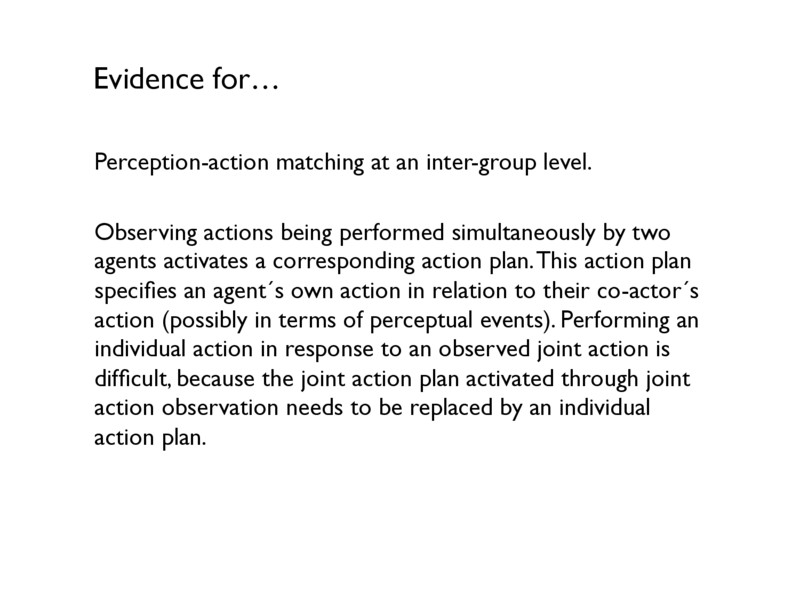 Evidence for…
Perception-action matching at an inter-group level.
Observing actions being performed simultaneously by two
agents activates a corresponding action plan. This action plan
specifies an agent´s own action in relation to their co-actor´s
action (possibly in terms of perceptual events). Performing an
individual action in response to an observed joint action is
difficult, because the joint action plan activated through joint
action observation needs to be replaced by an individual
action plan.